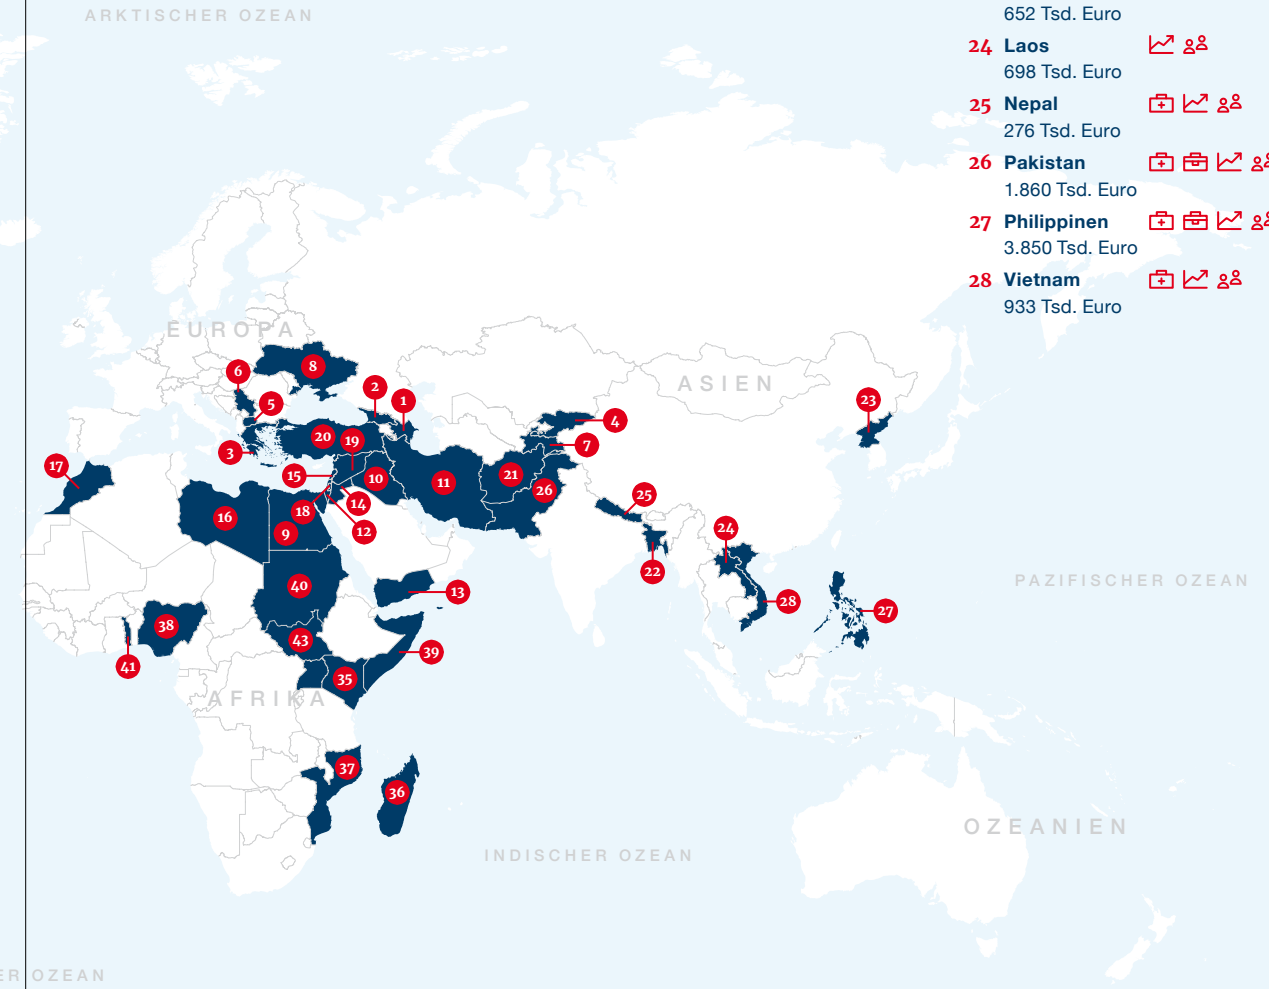 ARKTISCHER OZEAN
652 Tsd. Euro
24 Laos
698 Tsd. Euro
25 Nepal
276 Tsd. Euro
26 Pakistan
1.860 Tsd. Euro
27 Philippinen
3.850 Tsd. Euro
28 Vietnam
933 Tsd. Euro
EUROPA
ASIEN
8
6
2
1
5
23
4
20
19
7
3
17
15
10
11
21
26
14
25
18
16
9
12
24
22
40
13
PAZIFISCHER OZEAN
28
27
38
43
39
41
35
AFRIKA
37
36
OZEANIEN
INDISCHER OZEAN
ER OZEAN